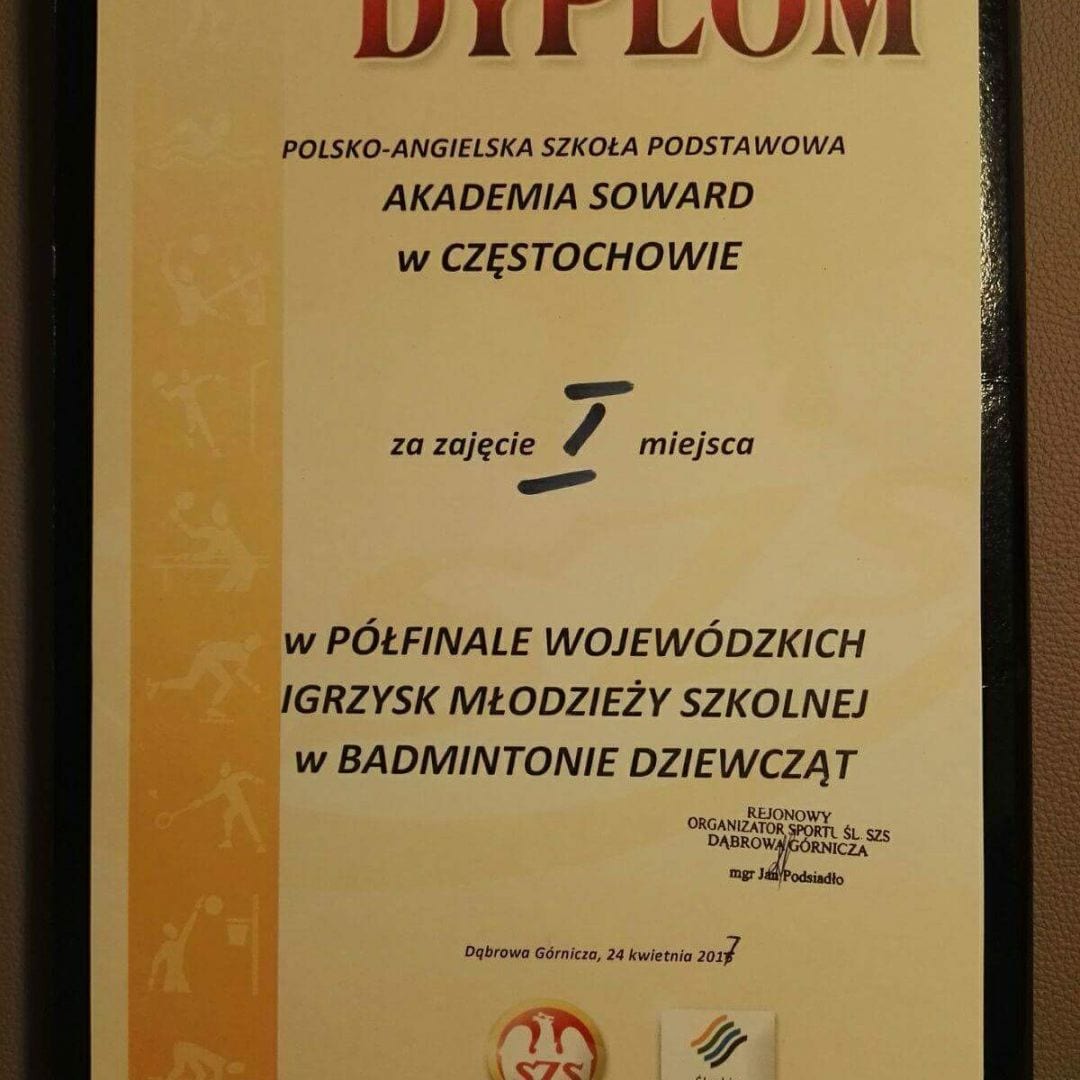 DYPLOM
POLSKO-ANGIELSKA SZKOŁA PODSTAWOWA
AKADEMIA SOWARD
w CZĘSTOCHOWIE
za zajęcie I miejsca
w PÓŁFINALE WOJEWÓDZKICH
IGRZYSK MŁODZIEŻY SZKOLNEJ
w BADMINTONIE DZIEWCZĄT
REJONOWY
ORGANIZATOR SPORTU ŚL. SZS
DĄBROWA GÓRNICZA
mgr Jan Podsiadło
Dąbrowa Górnicza, 24 kwietnia 2017
SZS